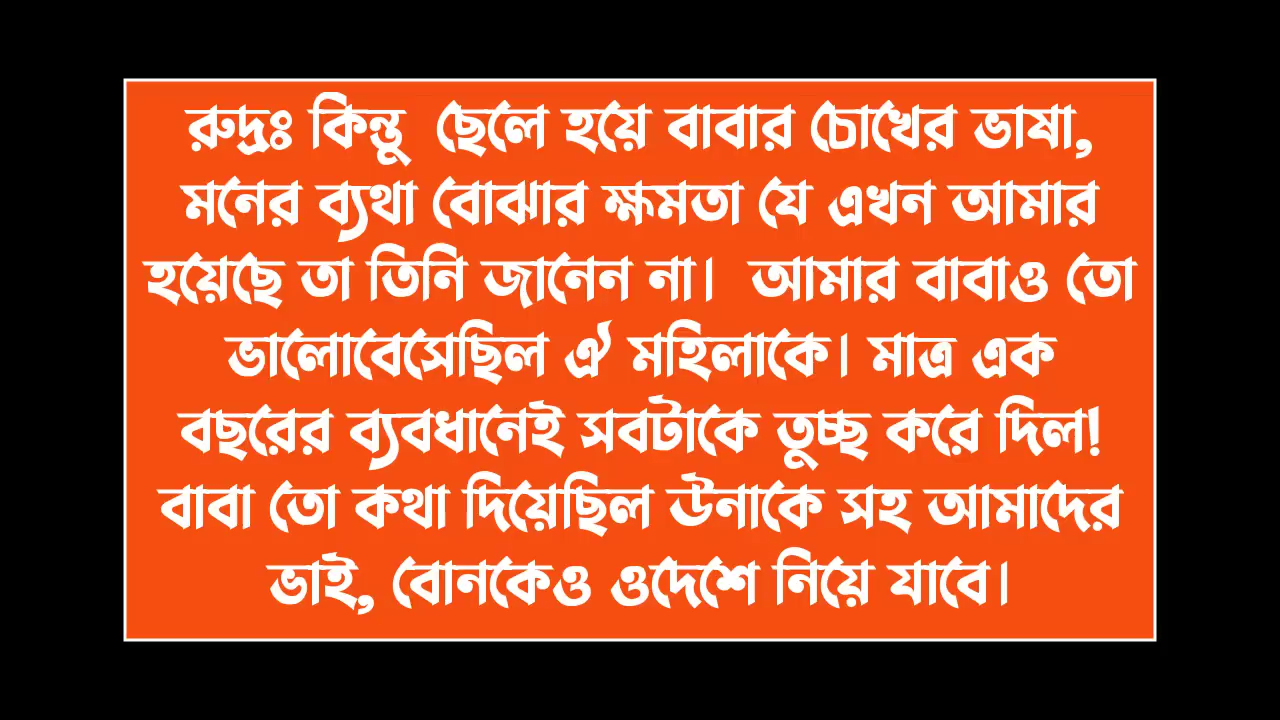 রুদ্রঃ কিন্তু  ছেলে হয়ে বাবার চোখের ভাষা,
মনের ব্যথা বোঝার ক্ষমতা যে এখন আমার
হয়েছে তা তিনি জানেন না।  আমার বাবাও তো
ভালোবেসেছিল ঐ মহিলাকে। মাত্র এক
বছরের ব্যবধানেই সবটাকে তুচ্ছ করে দিল!
বাবা তো কথা দিয়েছিল ঊনাকে সহ আমাদের
ভাই, বোনকেও ওদেশে নিয়ে যাবে।